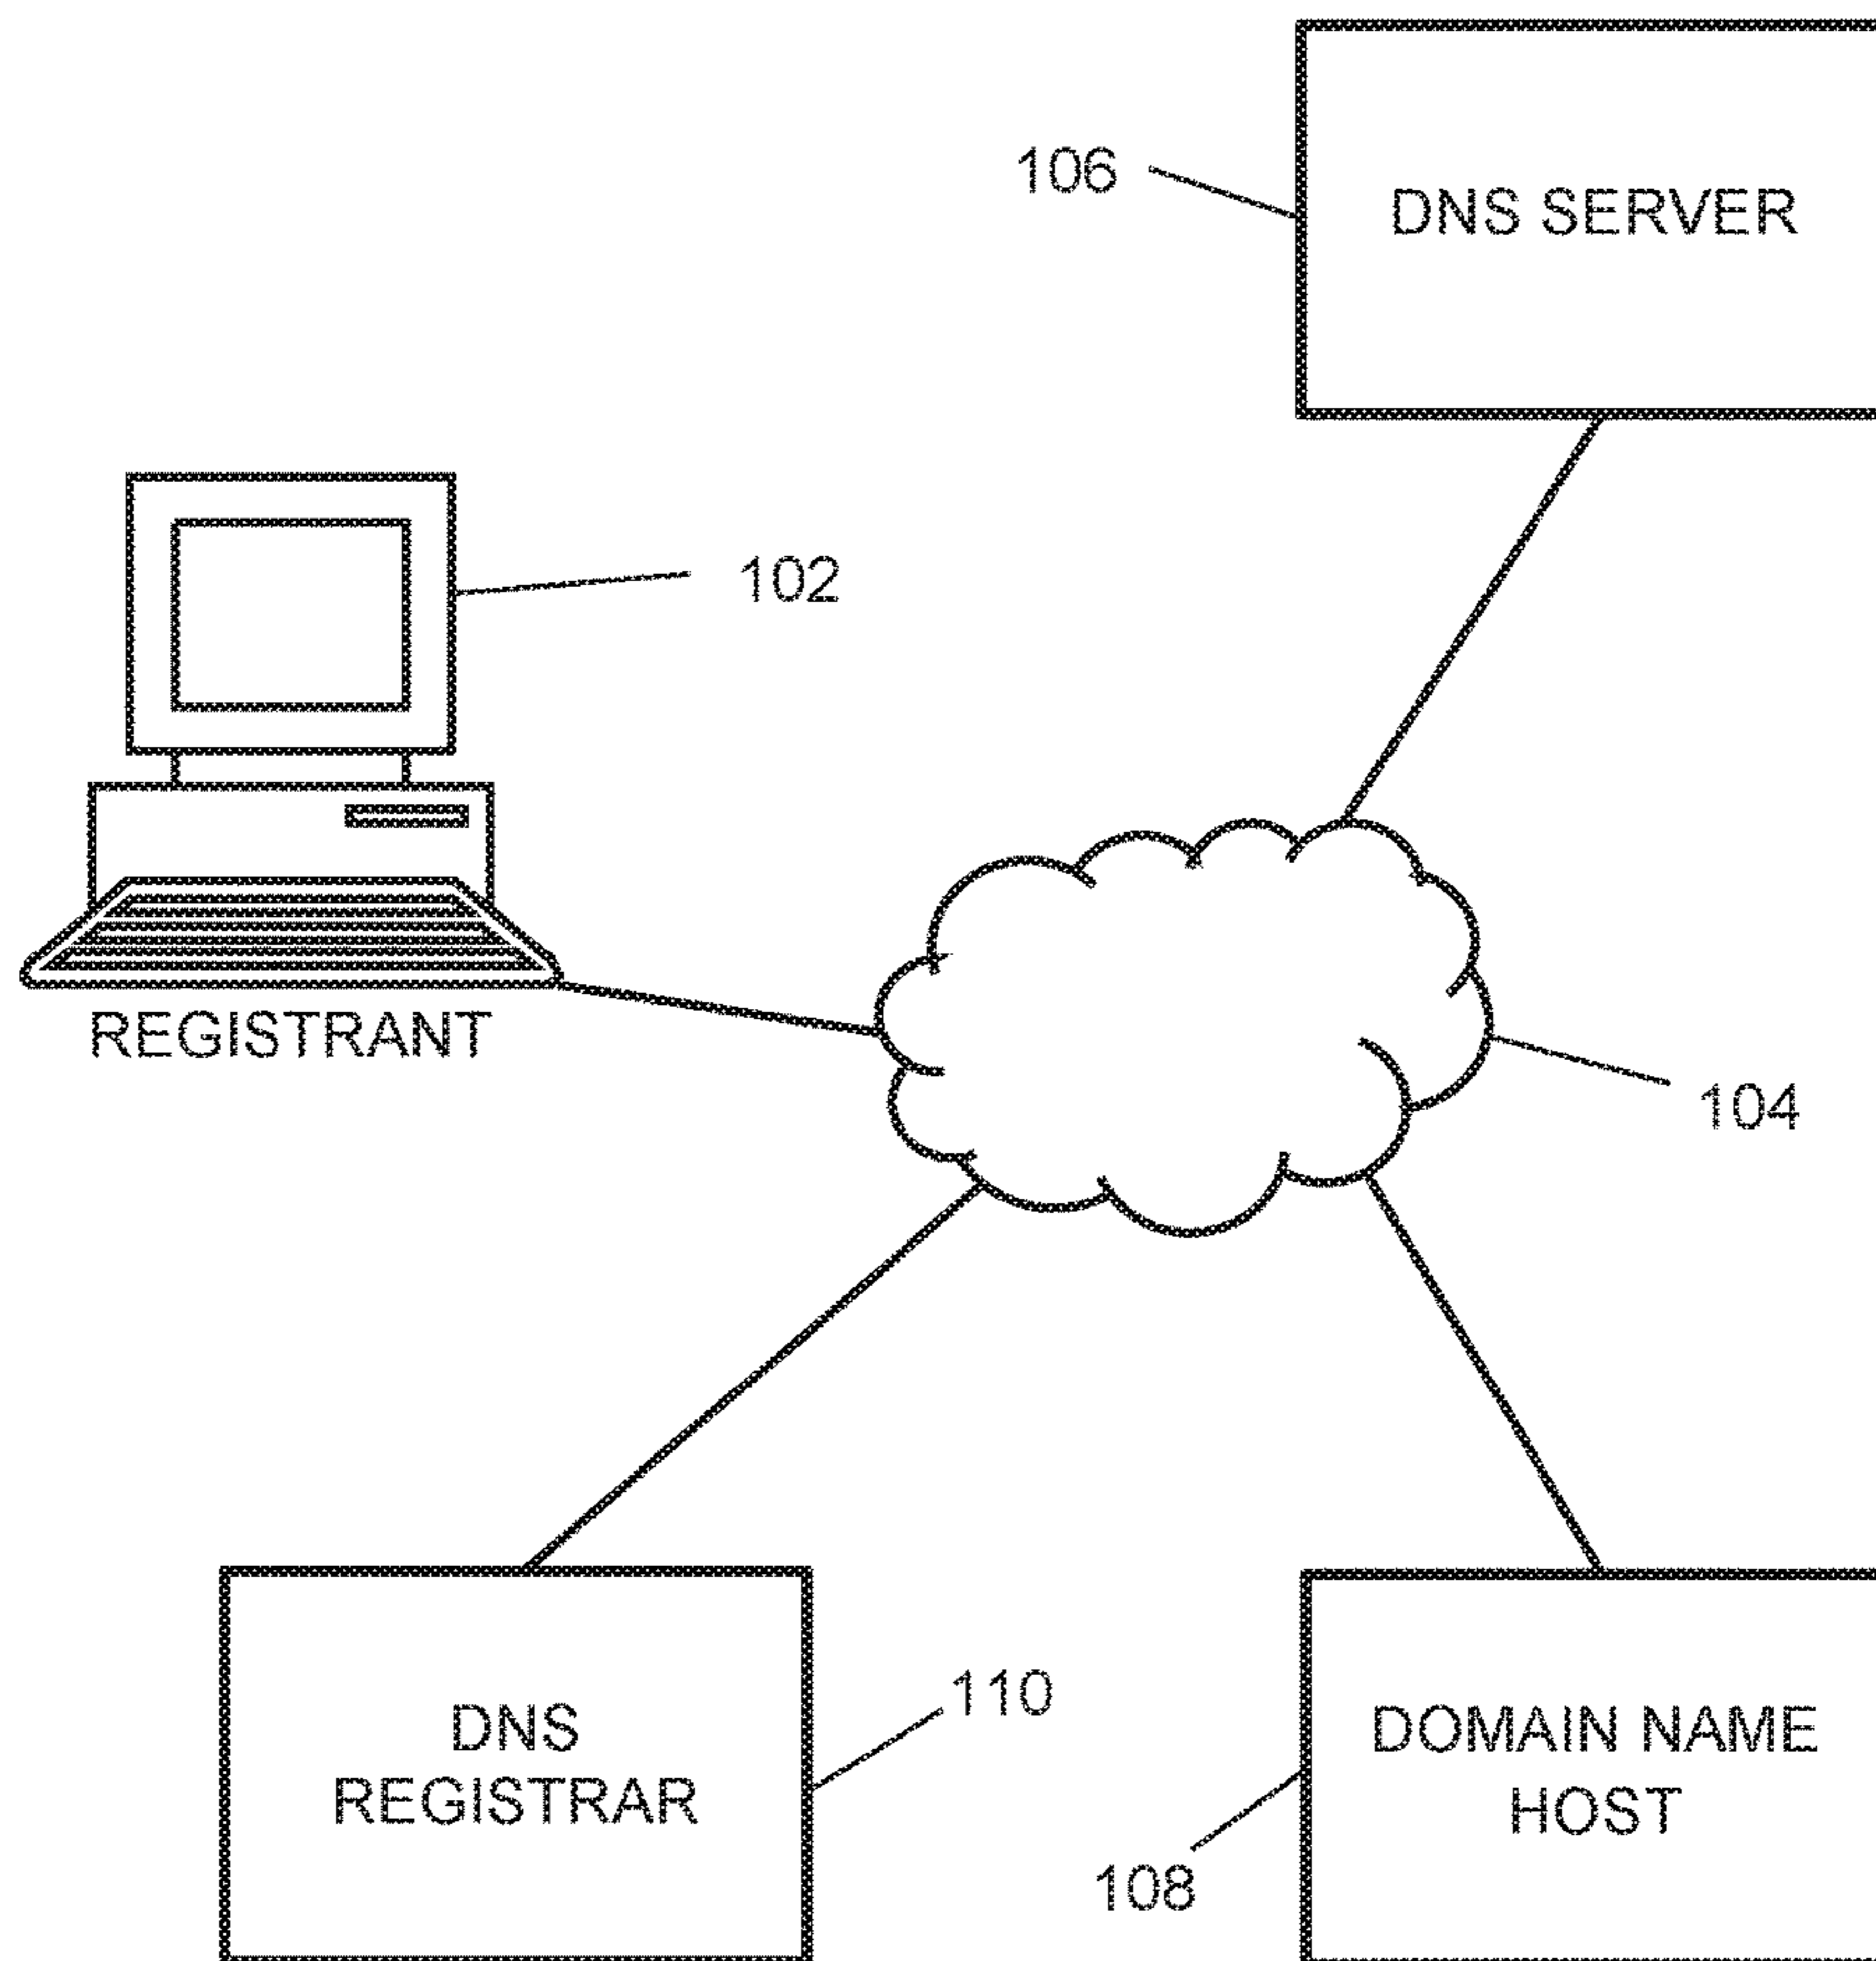 106
DNS SERVER
102
REGISTRANT
104
DNS
REGISTRAR
110
DOMAIN NAME
HOST
108